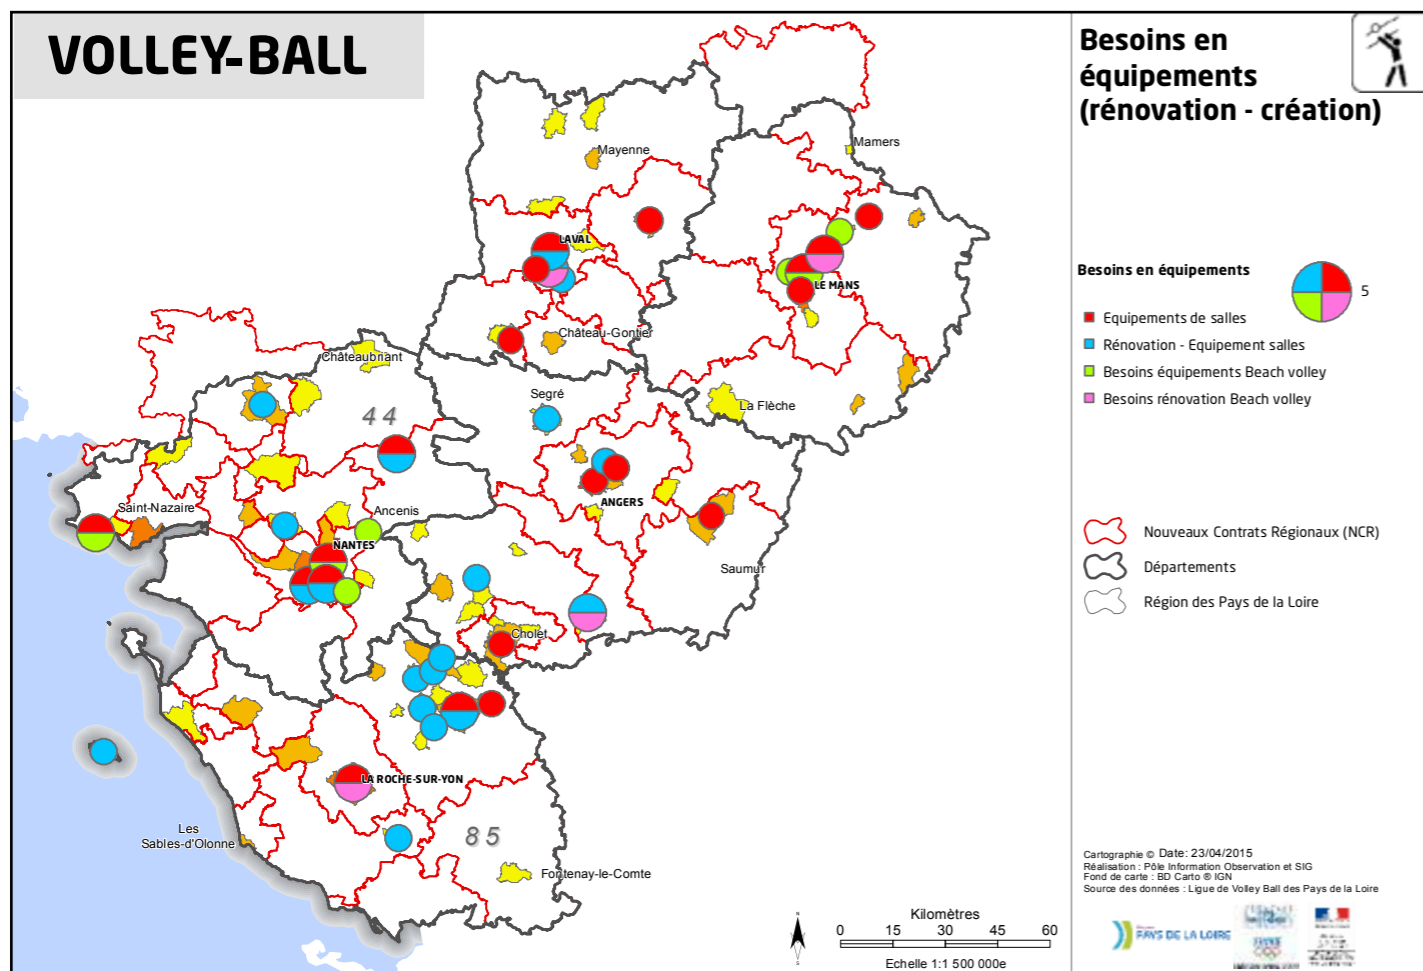 VOLLEY-BALL
Besoins en
équipements
(rénovation - création)
Mayenne
Mamers
LAVAL
LE MANS
Château-Gontier
Châteaubriant
La Flèche
Segré
44
ANGERS
Saint-Nazaire
Ancenis
NANTES
Saumur
Cholet
LA ROCHE-SUR-YON
Les
Sables-d'Olonne
85
Fontenay-le-Comte
Besoins en équipements
5
Equipements de salles
Rénovation - Equipement salles
Besoins équipements Beach volley
Besoins rénovation Beach volley
Nouveaux Contrats Régionaux (NCR)
Départements
Région des Pays de la Loire
Cartographie © Date: 23/04/2015
Réalisation : Pôle Information Observation et SIG
Fond de carte : BD Carto ® IGN
Source des données : Ligue de Volley Ball des Pays de la Loire
PAYS DE LA LOIRE
Kilomètres
0 15 30 45 60
Echelle 1:1 500 000e